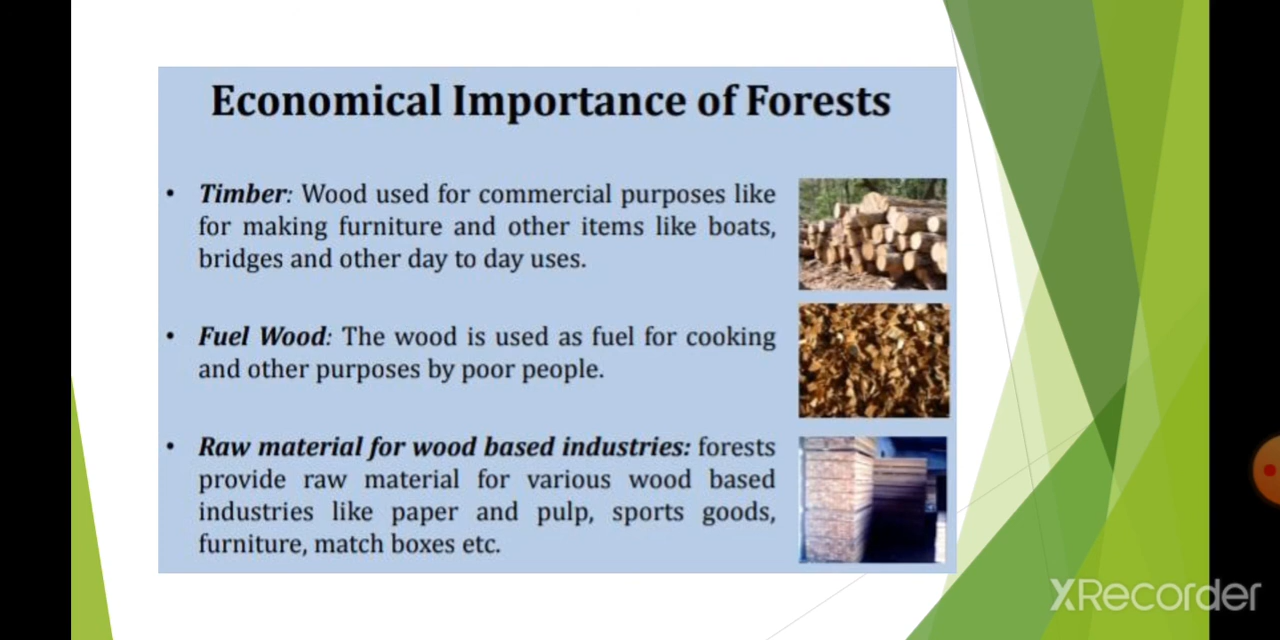 Economical Importance of Forests
• Timber: Wood used for commercial purposes like
for making furniture and other items like boats,
bridges and other day to day uses.
• Fuel Wood: The wood is used as fuel for cooking
and other purposes by poor people.
• Raw material for wood based industries: forests
provide raw material for various wood based
industries like paper and pulp, sports goods,
furniture, match boxes etc.
XRecorder